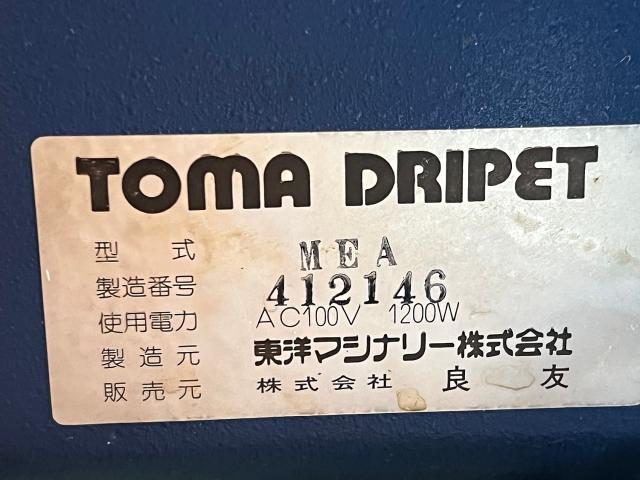 TOMA DRIPET
型式 MEA
製造番号 412146
使用電力 AC100V 1200W
製造元 東洋マシナリー株式会社
販売元 株式会社 良友